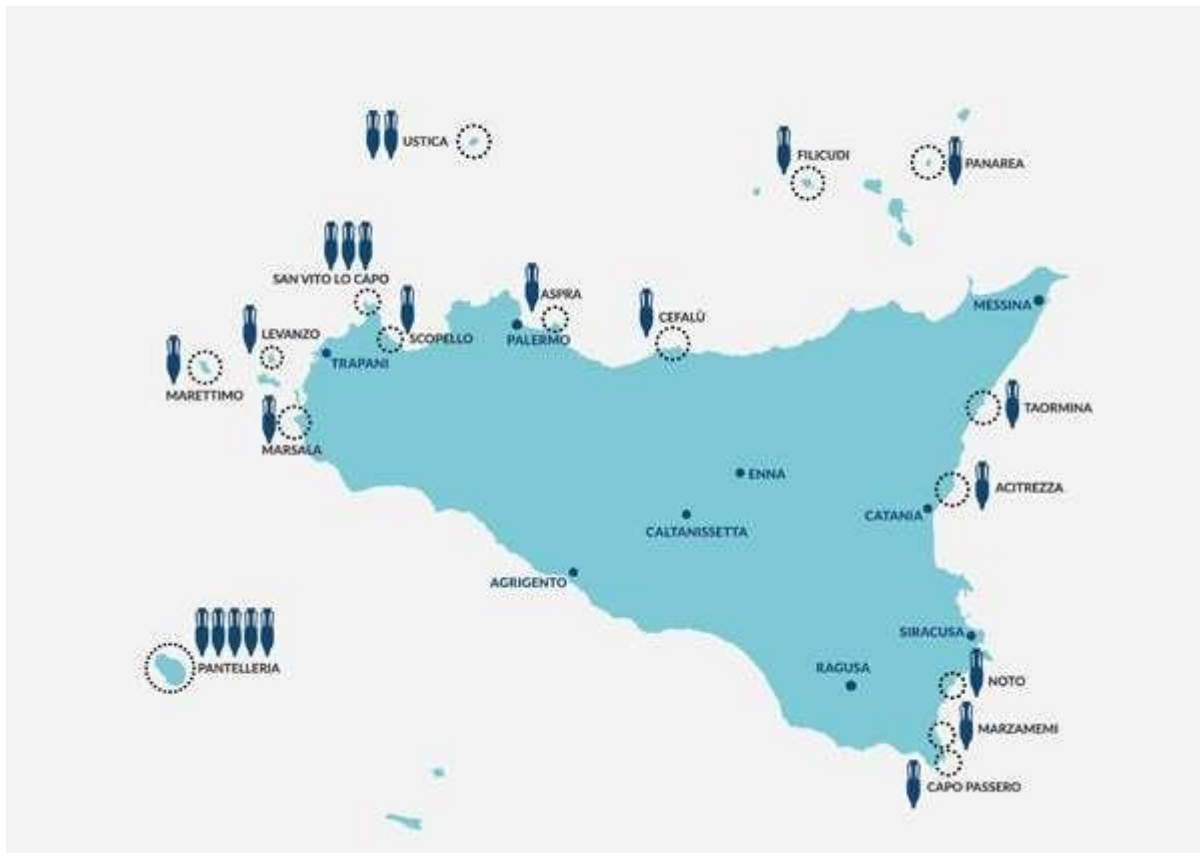 USTICA
FILICUDI
PANAREA
SAN VITO LO CAPO
ASPRA
MESSINA
CEFALÙ
LEVANZO
SCOPELLO
PALERMO
TRAPANI
MARETTIMO
TAORMINA
MARSALA
ENNA
ACITREZZA
CATANIA
CALTANISSETTA
AGRIGENTO
SIRACUSA
PANTELLERIA
RAGUSA
NOTO
MARZAMEMI
CAPO PASSERO